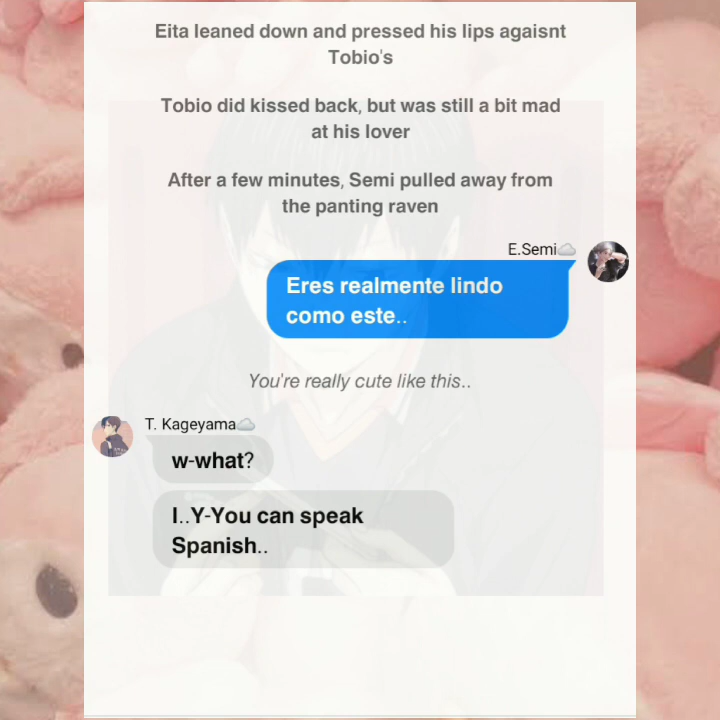 Eita leaned down and pressed his lips agaisnt
Tobio's
Tobio did kissed back, but was still a bit mad
at his lover
After a few minutes, Semi pulled away from
the panting raven
E.Semi☁️
Eres realmente lindo
como este..
You're really cute like this..
T. Kageyama☁️
w-what?
I..Y-You can speak
Spanish..